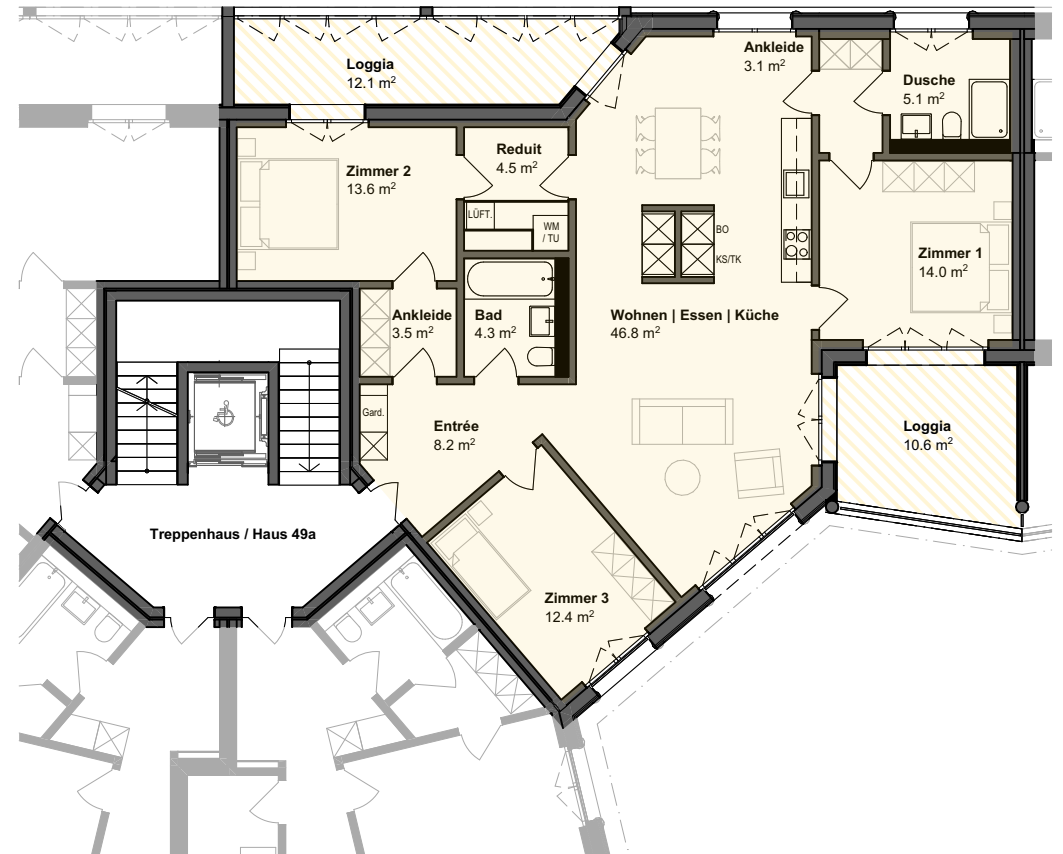 Loggia
12.1 m²
Ankleide
3.1 m²
Dusche
5.1 m²
Reduit
4.5 m²
Zimmer 2
13.6 m²
LÜFT.
WM
/ TU
BO
KS/TK
Zimmer 1
14.0 m²
Ankleide
3.5 m²
Bad
4.3 m²
Wohnen | Essen | Küche
46.8 m²
Gard.
Entrée
8.2 m²
Loggia
10.6 m²
Treppenhaus / Haus 49a
Zimmer 3
12.4 m²